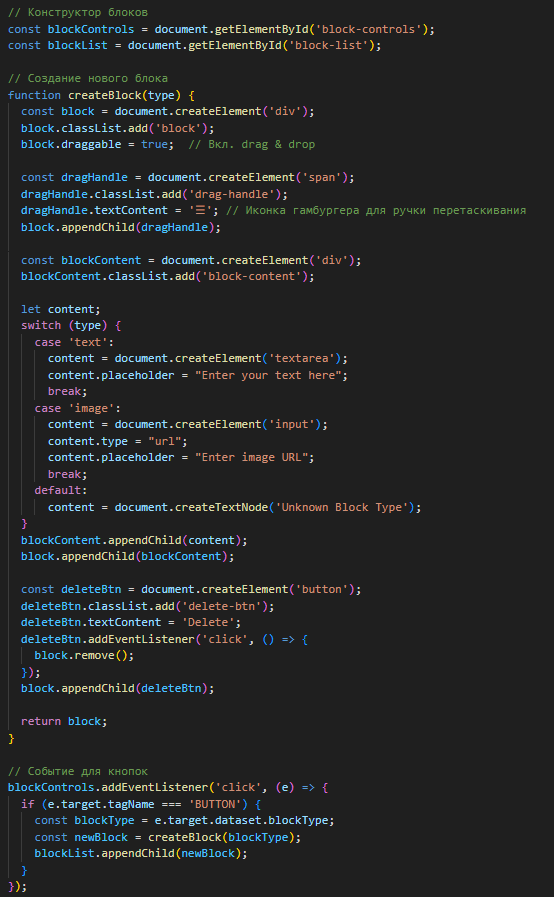 // Конструктор блоков
const blockControls = document.getElementById('block-controls');
const blockList = document.getElementById('block-list');

// Создание нового блока
function createBlock(type) {
  const block = document.createElement('div');
  block.classList.add('block');
  block.draggable = true;  // Вкл. drag & drop

  const dragHandle = document.createElement('span');
  dragHandle.classList.add('drag-handle');
  dragHandle.textContent = '☰'; // Иконка гамбургера для ручки перетаскивания
  block.appendChild(dragHandle);

  const blockContent = document.createElement('div');
  blockContent.classList.add('block-content');

  let content;
  switch (type) {
    case 'text':
      content = document.createElement('textarea');
      content.placeholder = "Enter your text here";
      break;
    case 'image':
      content = document.createElement('input');
      content.type = "url";
      content.placeholder = "Enter image URL";
      break;
    default:
      content = document.createTextNode('Unknown Block Type');
  }
  blockContent.appendChild(content);
  block.appendChild(blockContent);

  const deleteBtn = document.createElement('button');
  deleteBtn.classList.add('delete-btn');
  deleteBtn.textContent = 'Delete';
  deleteBtn.addEventListener('click', () => {
    block.remove();
  });
  block.appendChild(deleteBtn);

  return block;
}

// Событие для кнопок
blockControls.addEventListener('click', (e) => {
  if (e.target.tagName === 'BUTTON') {
    const blockType = e.target.dataset.blockType;
    const newBlock = createBlock(blockType);
    blockList.appendChild(newBlock);
  }
});